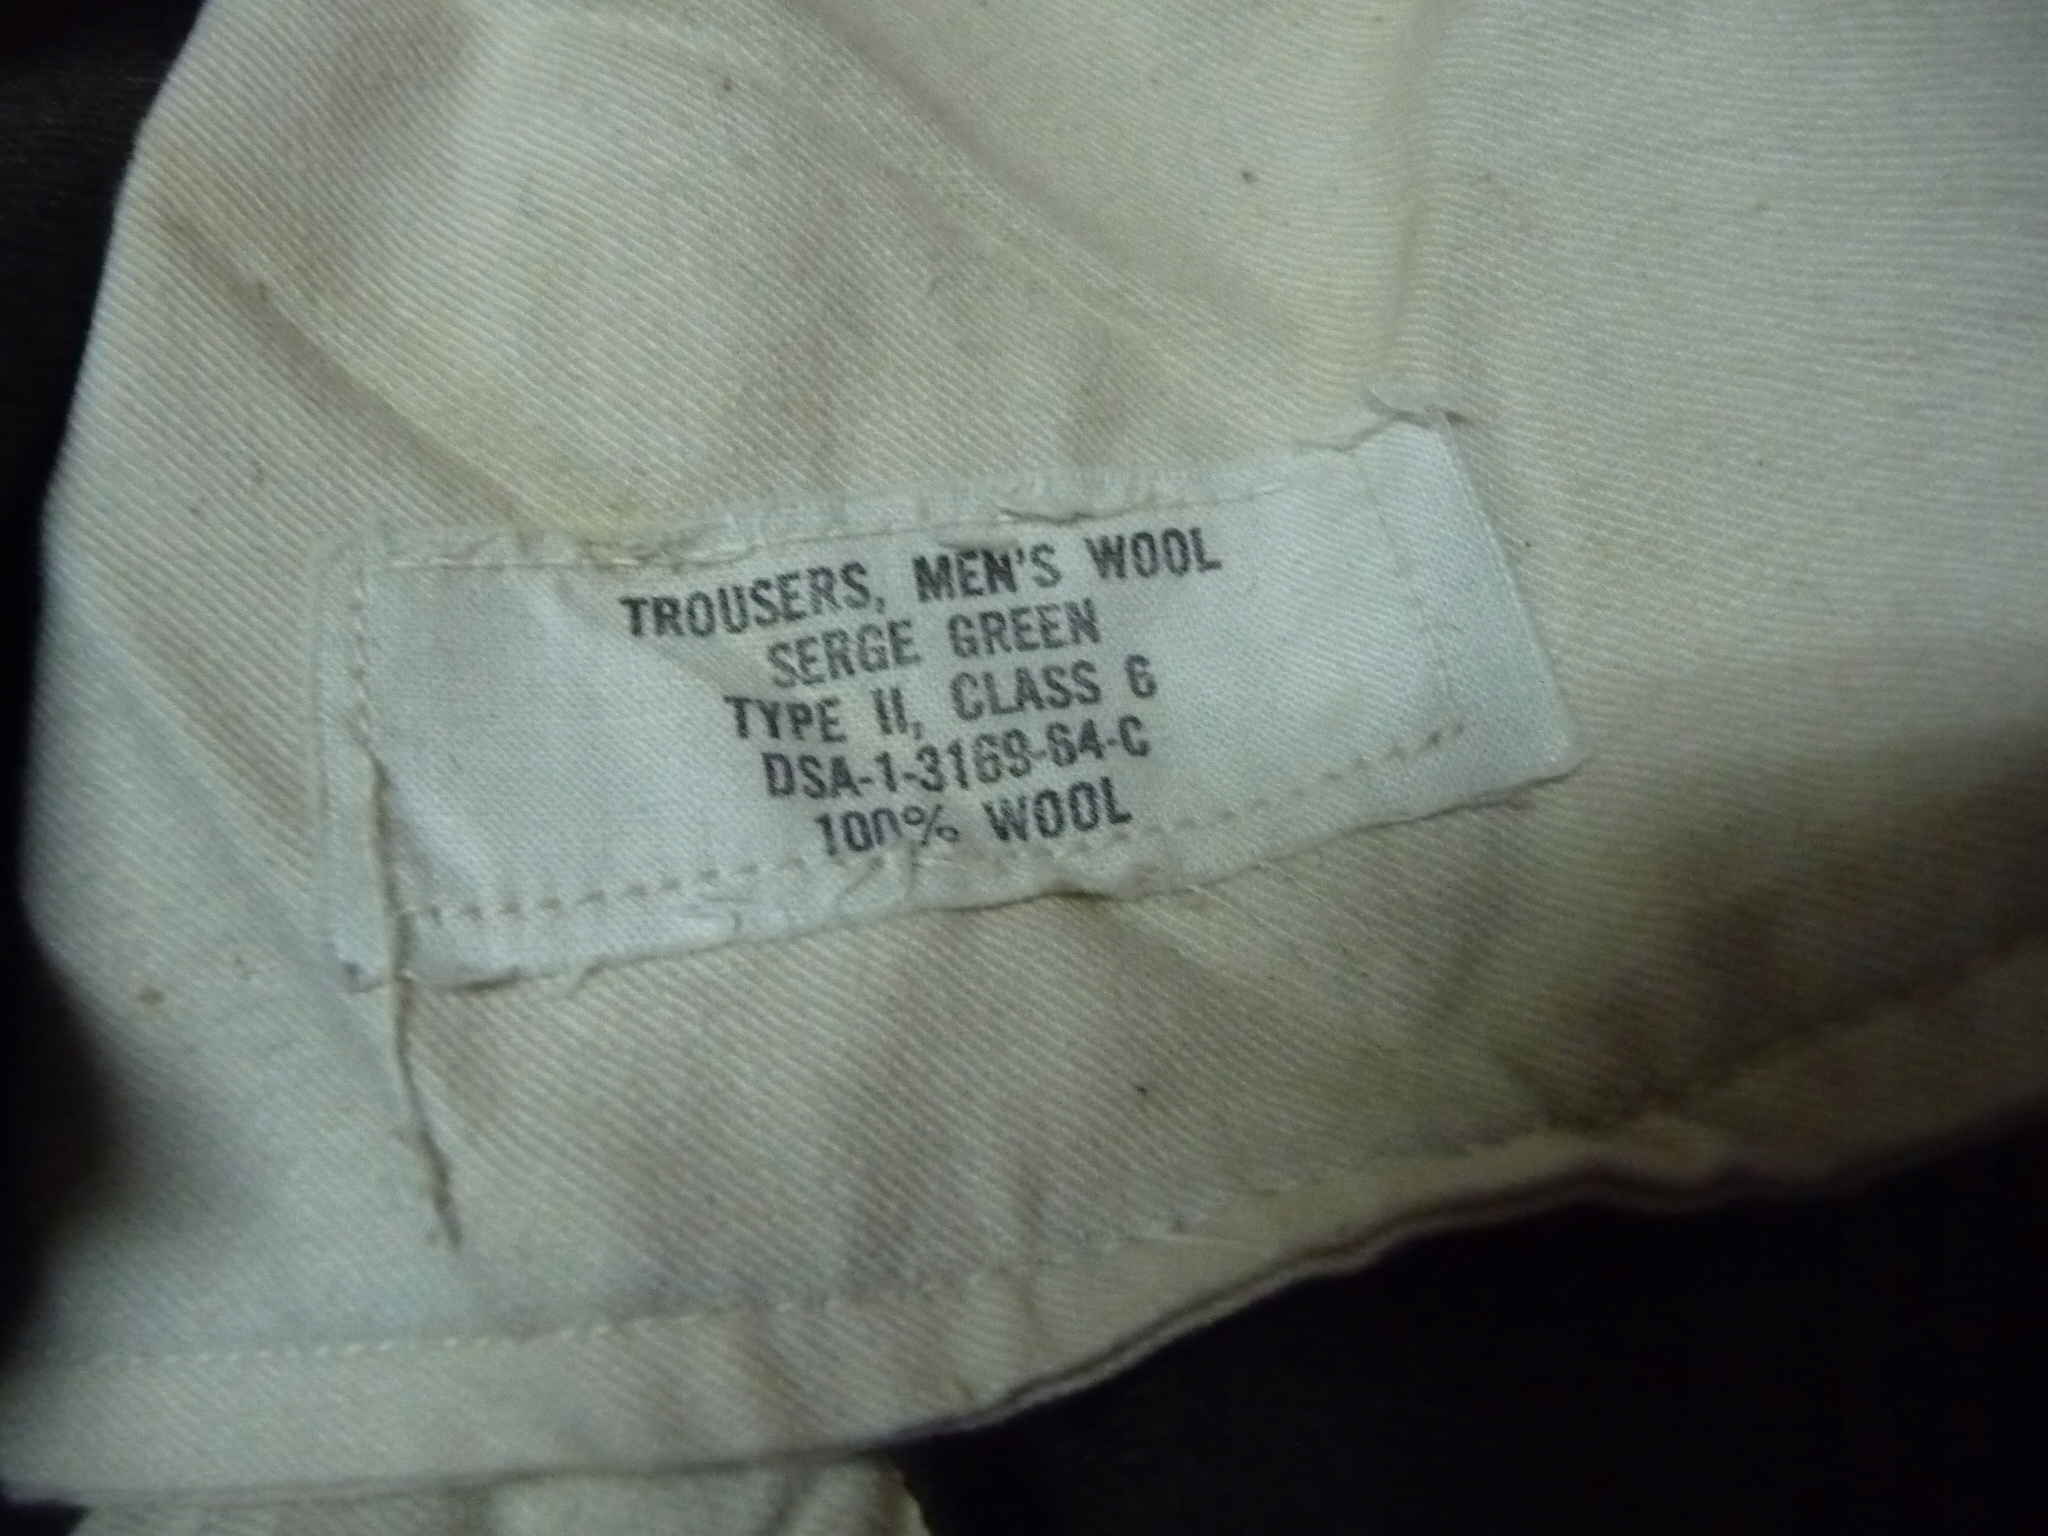 TROUSERS, MEN'S WOOL
SERGE GREEN
TYPE II, CLASS 6
DSA-1-3169-64-C
100% WOOL